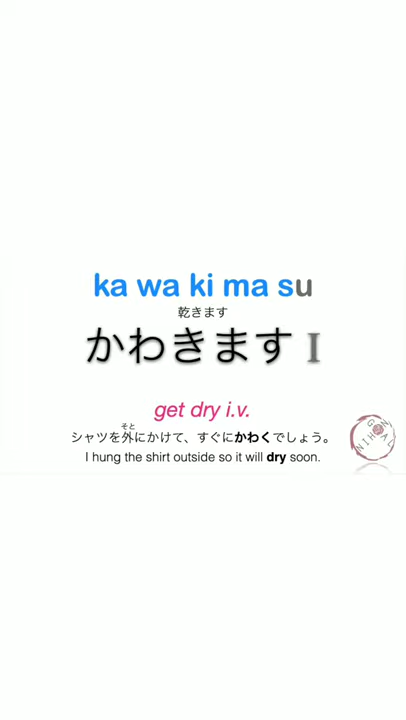 ka wa ki ma su
乾きます
かわきます I
get dry i.v.
そと
シャツを外にかけて、すぐにかわくでしょう。
I hung the shirt outside so it will dry soon.